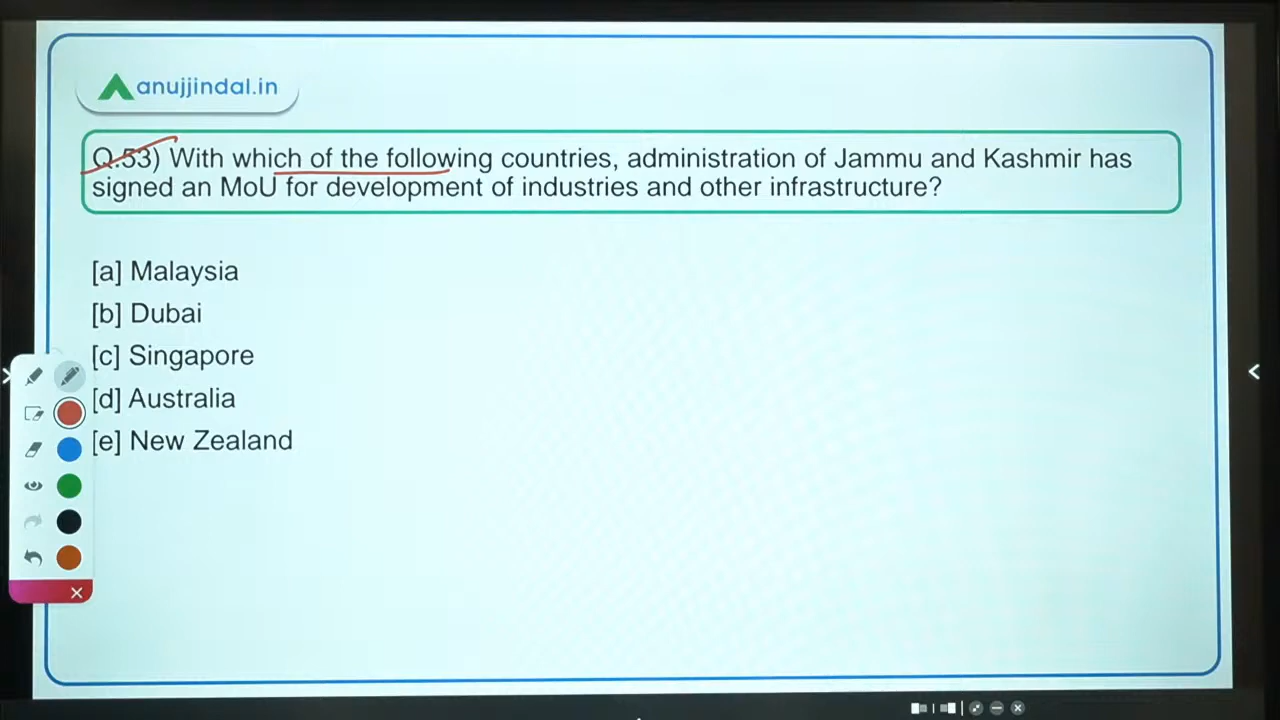 anujjindal.in
Q.53) With which of the following countries, administration of Jammu and Kashmir has
signed an MoU for development of industries and other infrastructure?
[a] Malaysia
[b] Dubai
[c] Singapore
[d] Australia
[e] New Zealand